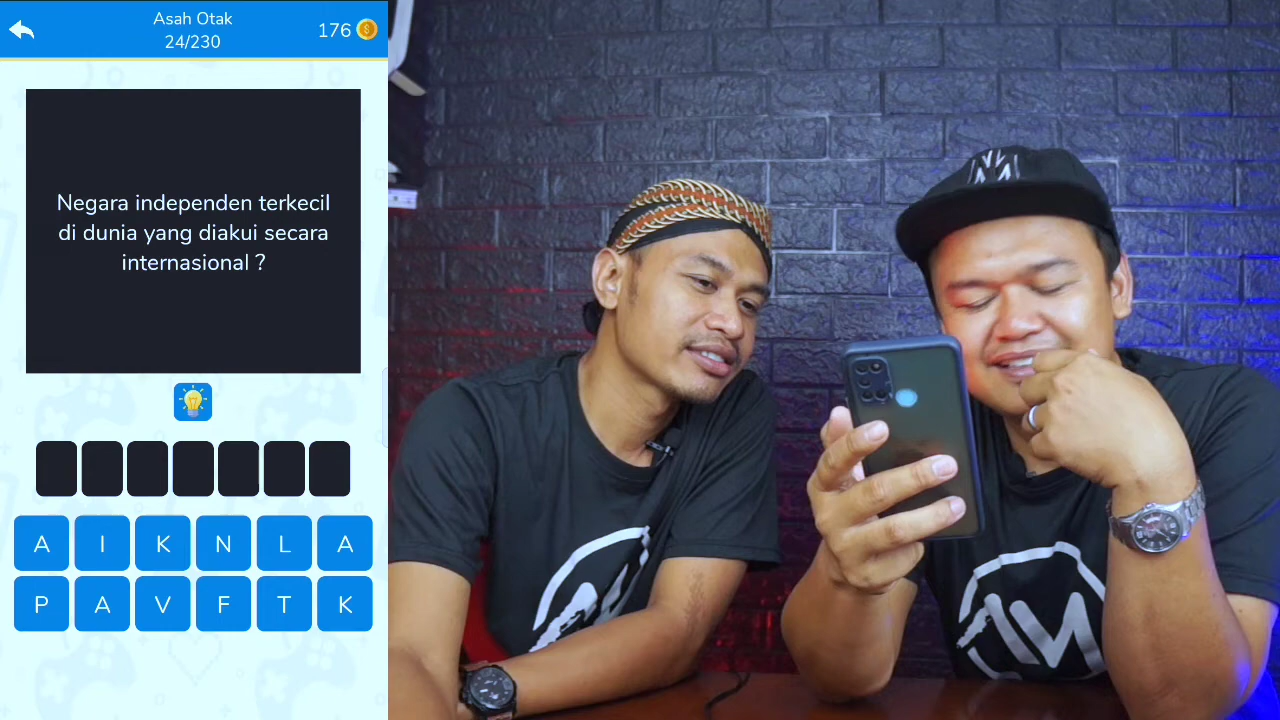 Asah Otak
24/230
176
Negara independen terkecil
di dunia yang diakui secara
internasional ?
A I K N L A
P A V F T K